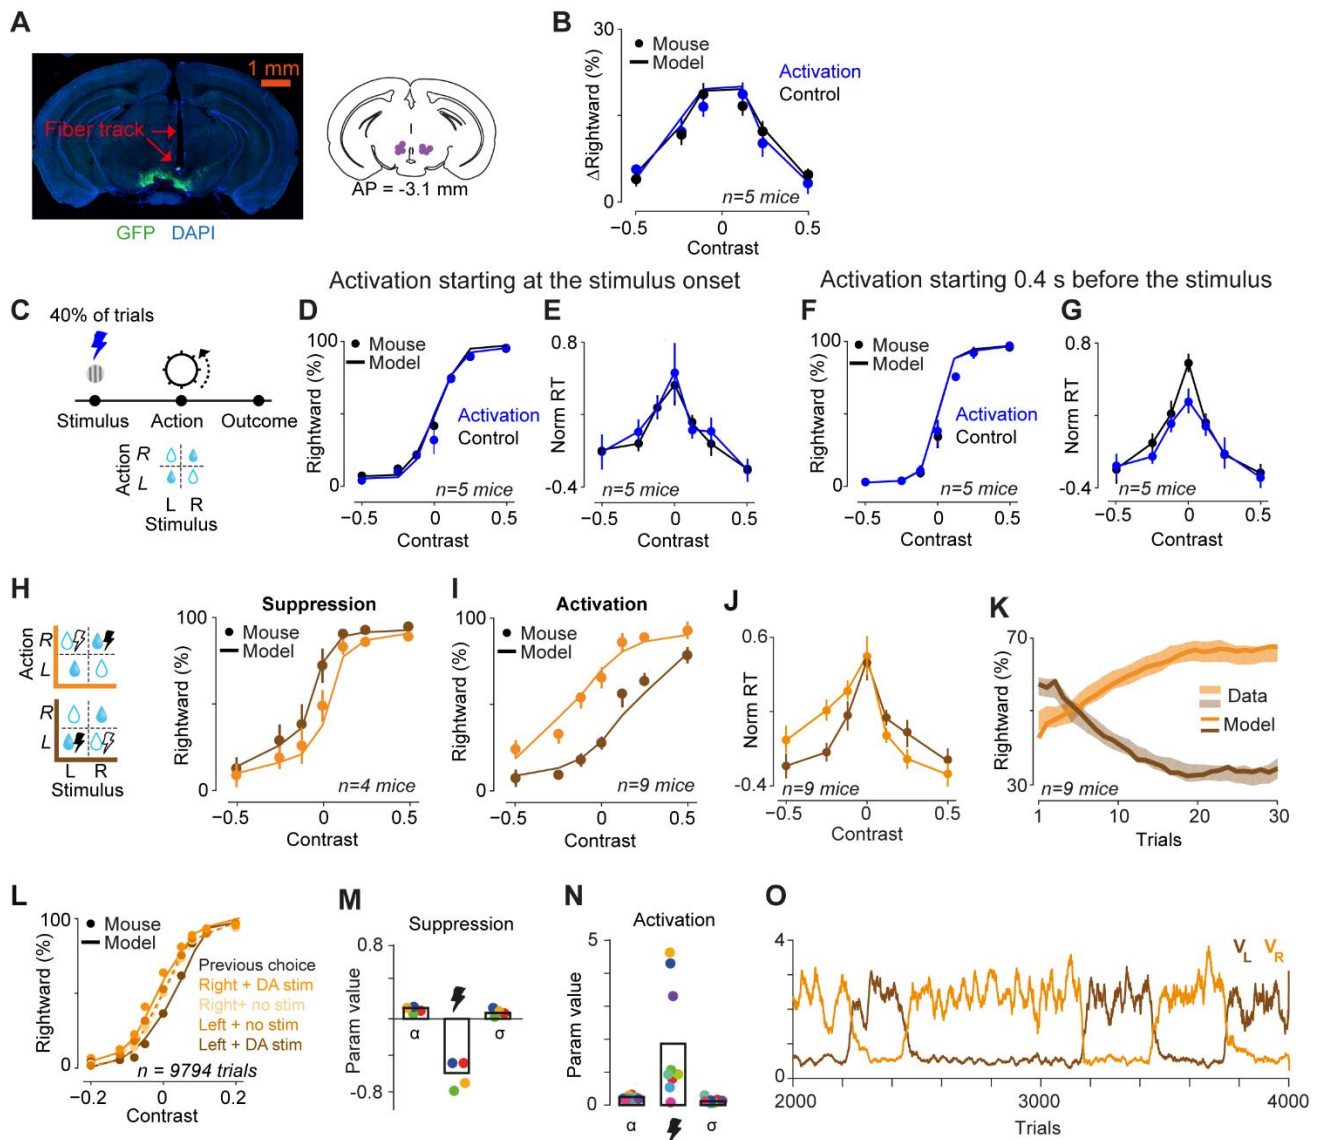 A
1 mm
Fiber track
GFP DAPI
AP = -3.1 mm
B
30
ΔRightward (%)
0
Mouse
Model
Activation
Control
n=5 mice
−0.5 0 0.5
Contrast
Activation starting at the stimulus onset
Activation starting 0.4 s before the stimulus
C
40% of trials
Stimulus Action Outcome
Action
R
L
L R
Stimulus
D
100
Rightward (%)
0
Mouse
Model
Activation
Control
n=5 mice
−0.5 0 0.5
Contrast
E
0.8
Norm RT
-0.4
n=5 mice
−0.5 0 0.5
Contrast
F
100
Rightward (%)
0
Mouse
Model
Activation
Control
n=5 mice
−0.5 0 0.5
Contrast
G
0.8
Norm RT
-0.4
n=5 mice
−0.5 0 0.5
Contrast
H
Action
R
L
R
L
L R
Stimulus
Suppression
100
Rightward (%)
0
Mouse
Model
n=4 mice
−0.5 0 0.5
Contrast
I
Activation
100
Rightward (%)
0
Mouse
Model
n=9 mice
−0.5 0 0.5
Contrast
J
0.6
Norm RT
-0.4
n=9 mice
−0.5 0 0.5
Contrast
K
70
Rightward (%)
30
Data
Model
n=9 mice
1 10 20 30
Trials
L
100
Rightward (%)
0
Mouse
Model
Previous choice
Right + DA stim
Right+ no stim
Left + no stim
Left + DA stim
n = 9794 trials
−0.2 0 0.2
Contrast
M
Suppression
0.8
Param value
-0.8
α σ
N
Activation
5
Param value
0
α σ
O
4
2
0
VL VR
2000 3000 4000
Trials